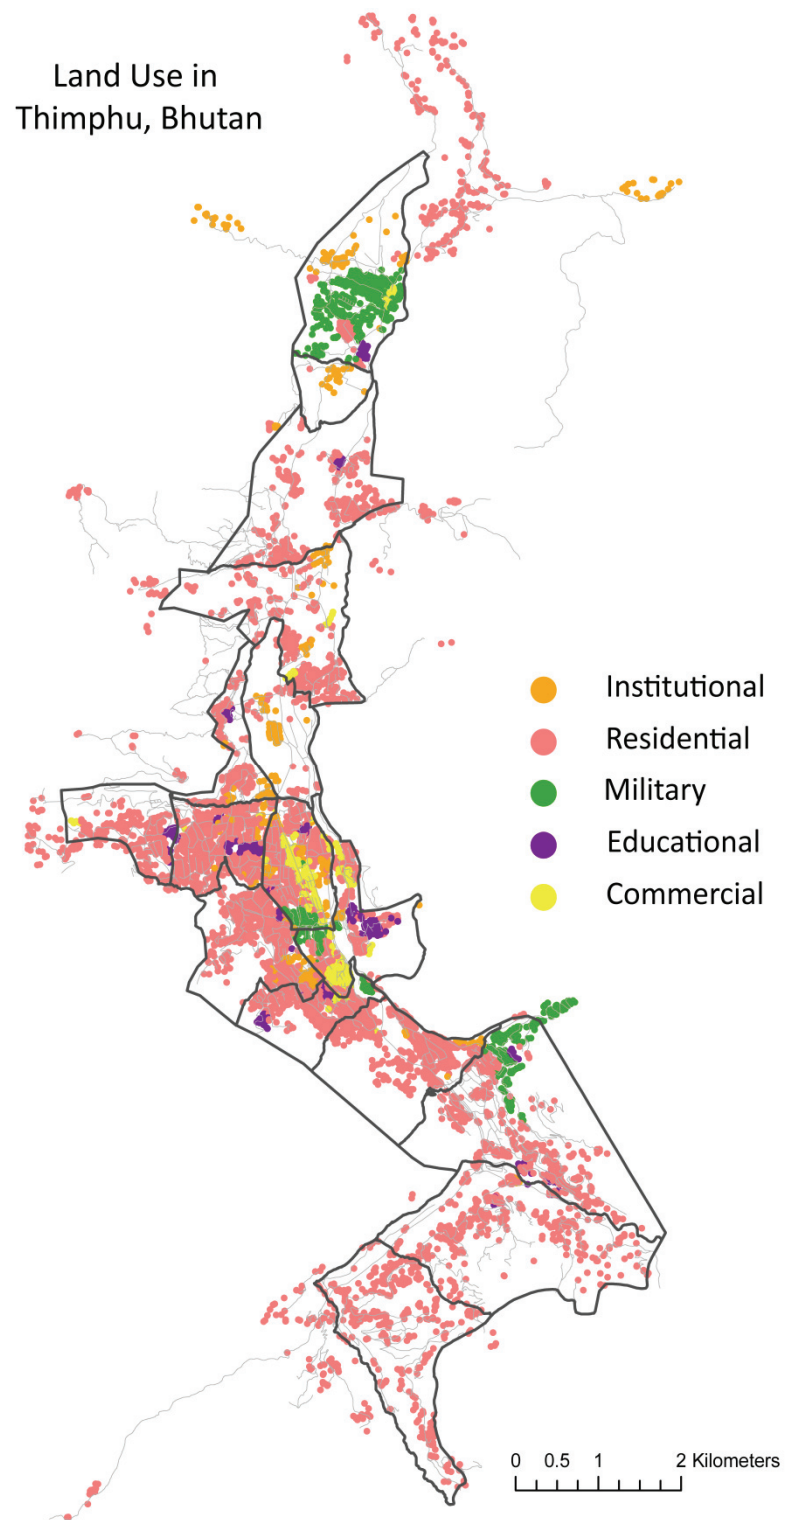 Land Use in
Thimphu, Bhutan
Institutional
Residential
Military
Educational
Commercial
0 0.5 1 2 Kilometers